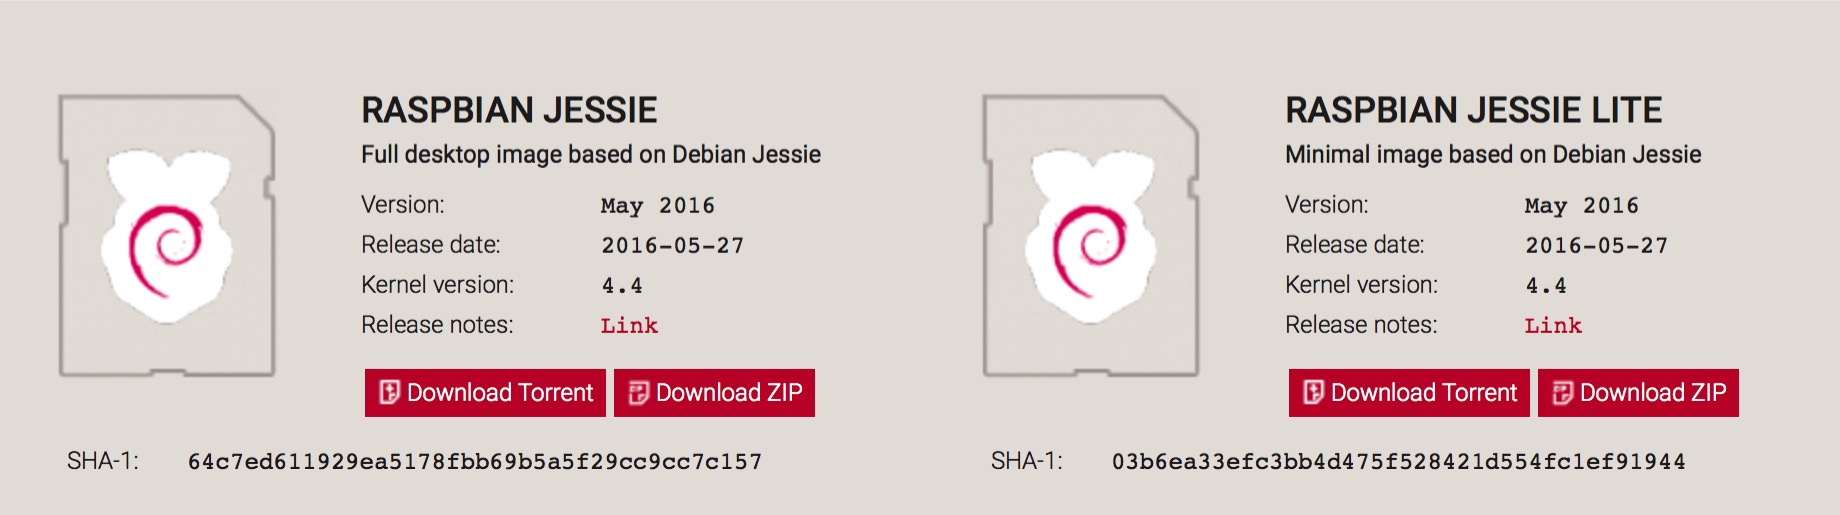 RASPBIAN JESSIE
Full desktop image based on Debian Jessie
Version: May 2016
Release date: 2016-05-27
Kernel version: 4.4
Release notes: Link
Download Torrent Download ZIP
SHA-1: 64c7ed611929ea5178fbb69b5a5f29cc9cc7c157
RASPBIAN JESSIE LITE
Minimal image based on Debian Jessie
Version: May 2016
Release date: 2016-05-27
Kernel version: 4.4
Release notes: Link
Download Torrent Download ZIP
SHA-1: 03b6ea33efc3bb4d475f528421d554fc1ef91944